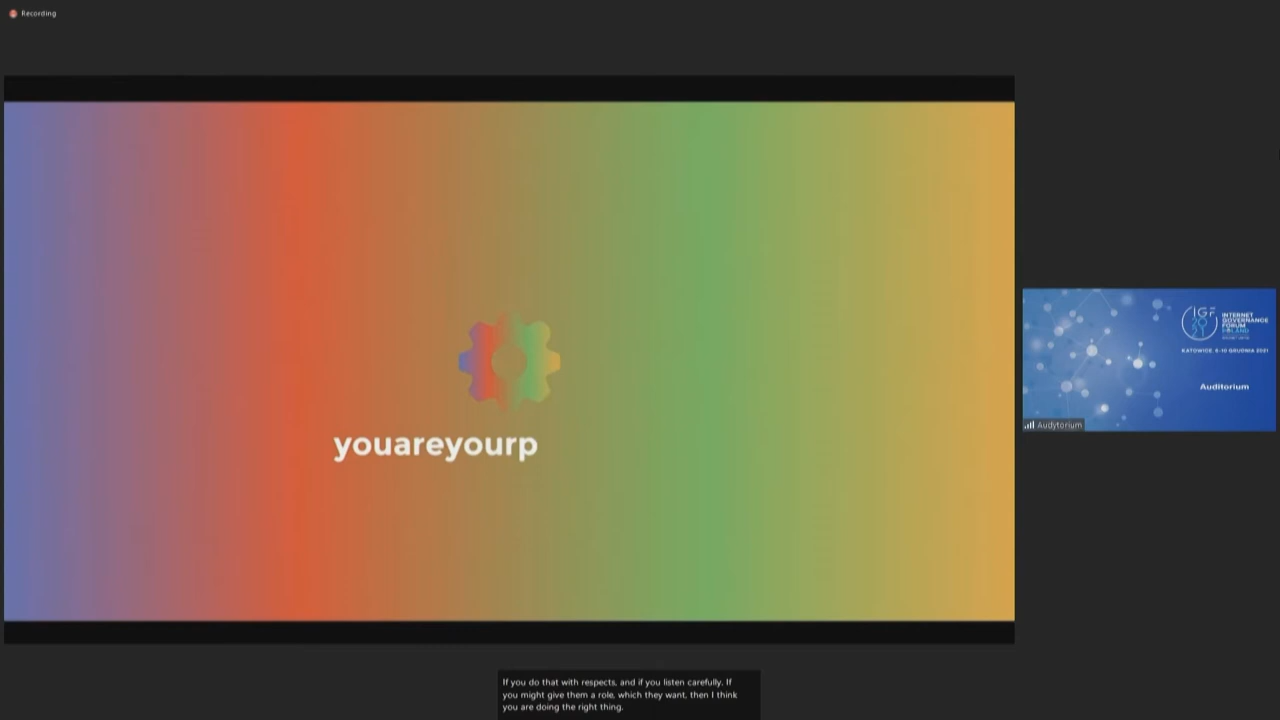 Recording
youareyourp
IGF
2021
INTERNET
GOVERNANCE
FORUM
POLAND
KATOWICE, 6-10 GRUDNIA 2021
Auditorium
Audytorium
If you do that with respects, and if you listen carefully. If
you might give them a role, which they want, then I think
you are doing the right thing.